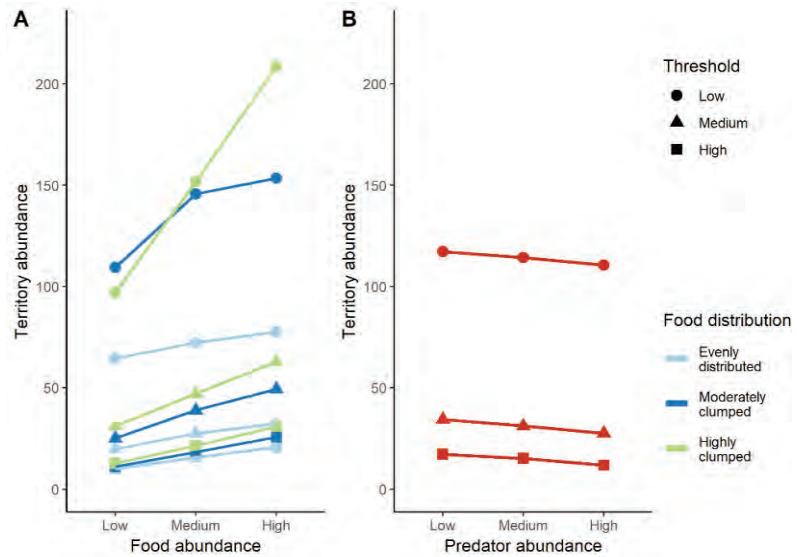 A
B
Territory abundance
200
150
100
50
0
Low
Medium
High
Food abundance
Territory abundance
200
150
100
50
0
Low
Medium
High
Predator abundance
Threshold
Low
Medium
High
Food distribution
Evenly
distributed
Moderately
clumped
Highly
clumped